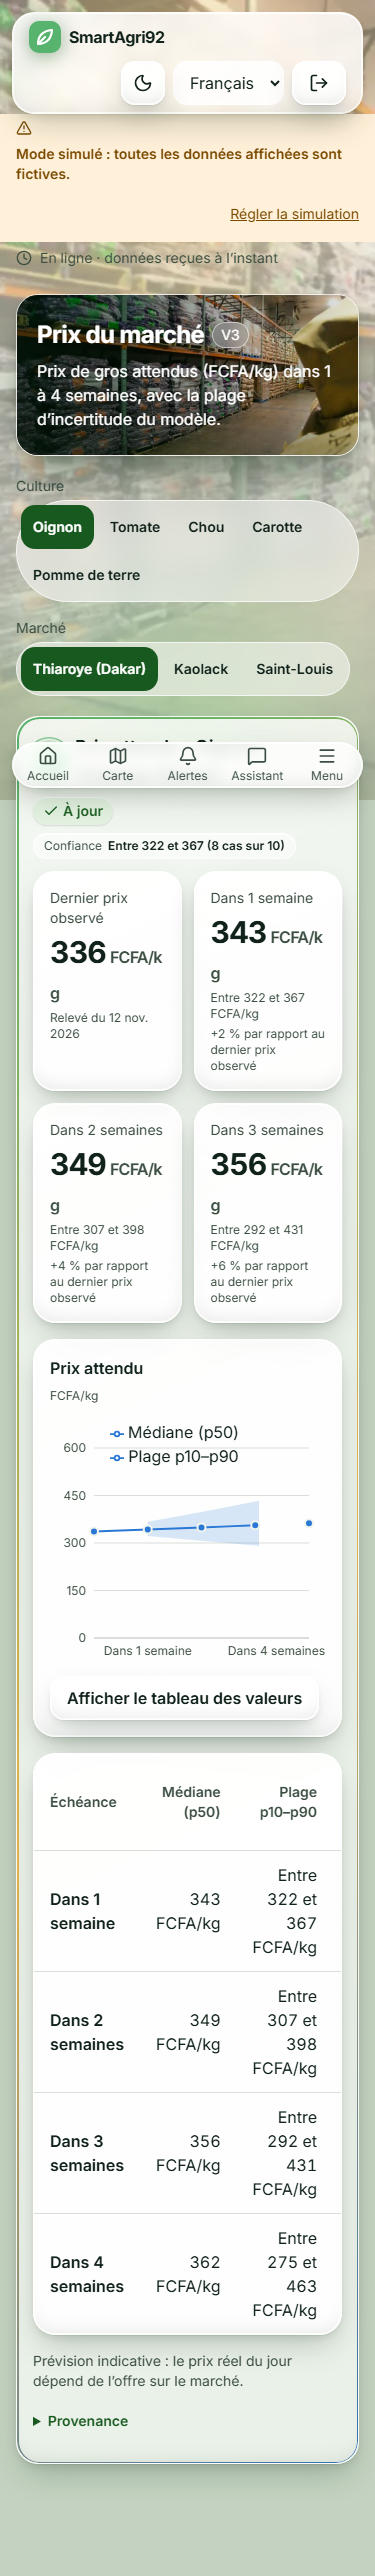 SmartAgri92
Français
Mode simulé : toutes les données affichées sont
fictives.
Régler la simulation
En ligne · données reçues à l’instant
Prix du marché V3
Prix de gros attendus (FCFA/kg) dans 1
à 4 semaines, avec la plage
d’incertitude du modèle.
Culture
Oignon Tomate Chou Carotte
Pomme de terre
Marché
Thiaroye (Dakar) Kaolack Saint-Louis
Accueil Carte Alertes Assistant Menu
À jour
Confiance Entre 322 et 367 (8 cas sur 10)
Dernier prix
observé
336 FCFA/k
g
Relevé du 12 nov.
2026
Dans 1 semaine
343 FCFA/k
g
Entre 322 et 367
FCFA/kg
+2 % par rapport au
dernier prix
observé
Dans 2 semaines
349 FCFA/k
g
Entre 307 et 398
FCFA/kg
+4 % par rapport
au dernier prix
observé
Dans 3 semaines
356 FCFA/k
g
Entre 292 et 431
FCFA/kg
+6 % par rapport
au dernier prix
observé
Prix attendu
FCFA/kg
Médiane (p50)
Plage p10–p90
600
450
300
150
0
Dans 1 semaine Dans 4 semaines
Afficher le tableau des valeurs
Échéance
Médiane
(p50)
Plage
p10–p90
Dans 1
semaine
343
FCFA/kg
Entre
322 et
367
FCFA/kg
Dans 2
semaines
349
FCFA/kg
Entre
307 et
398
FCFA/kg
Dans 3
semaines
356
FCFA/kg
Entre
292 et
431
FCFA/kg
Dans 4
semaines
362
FCFA/kg
Entre
275 et
463
FCFA/kg
Prévision indicative : le prix réel du jour
dépend de l’offre sur le marché.
Provenance